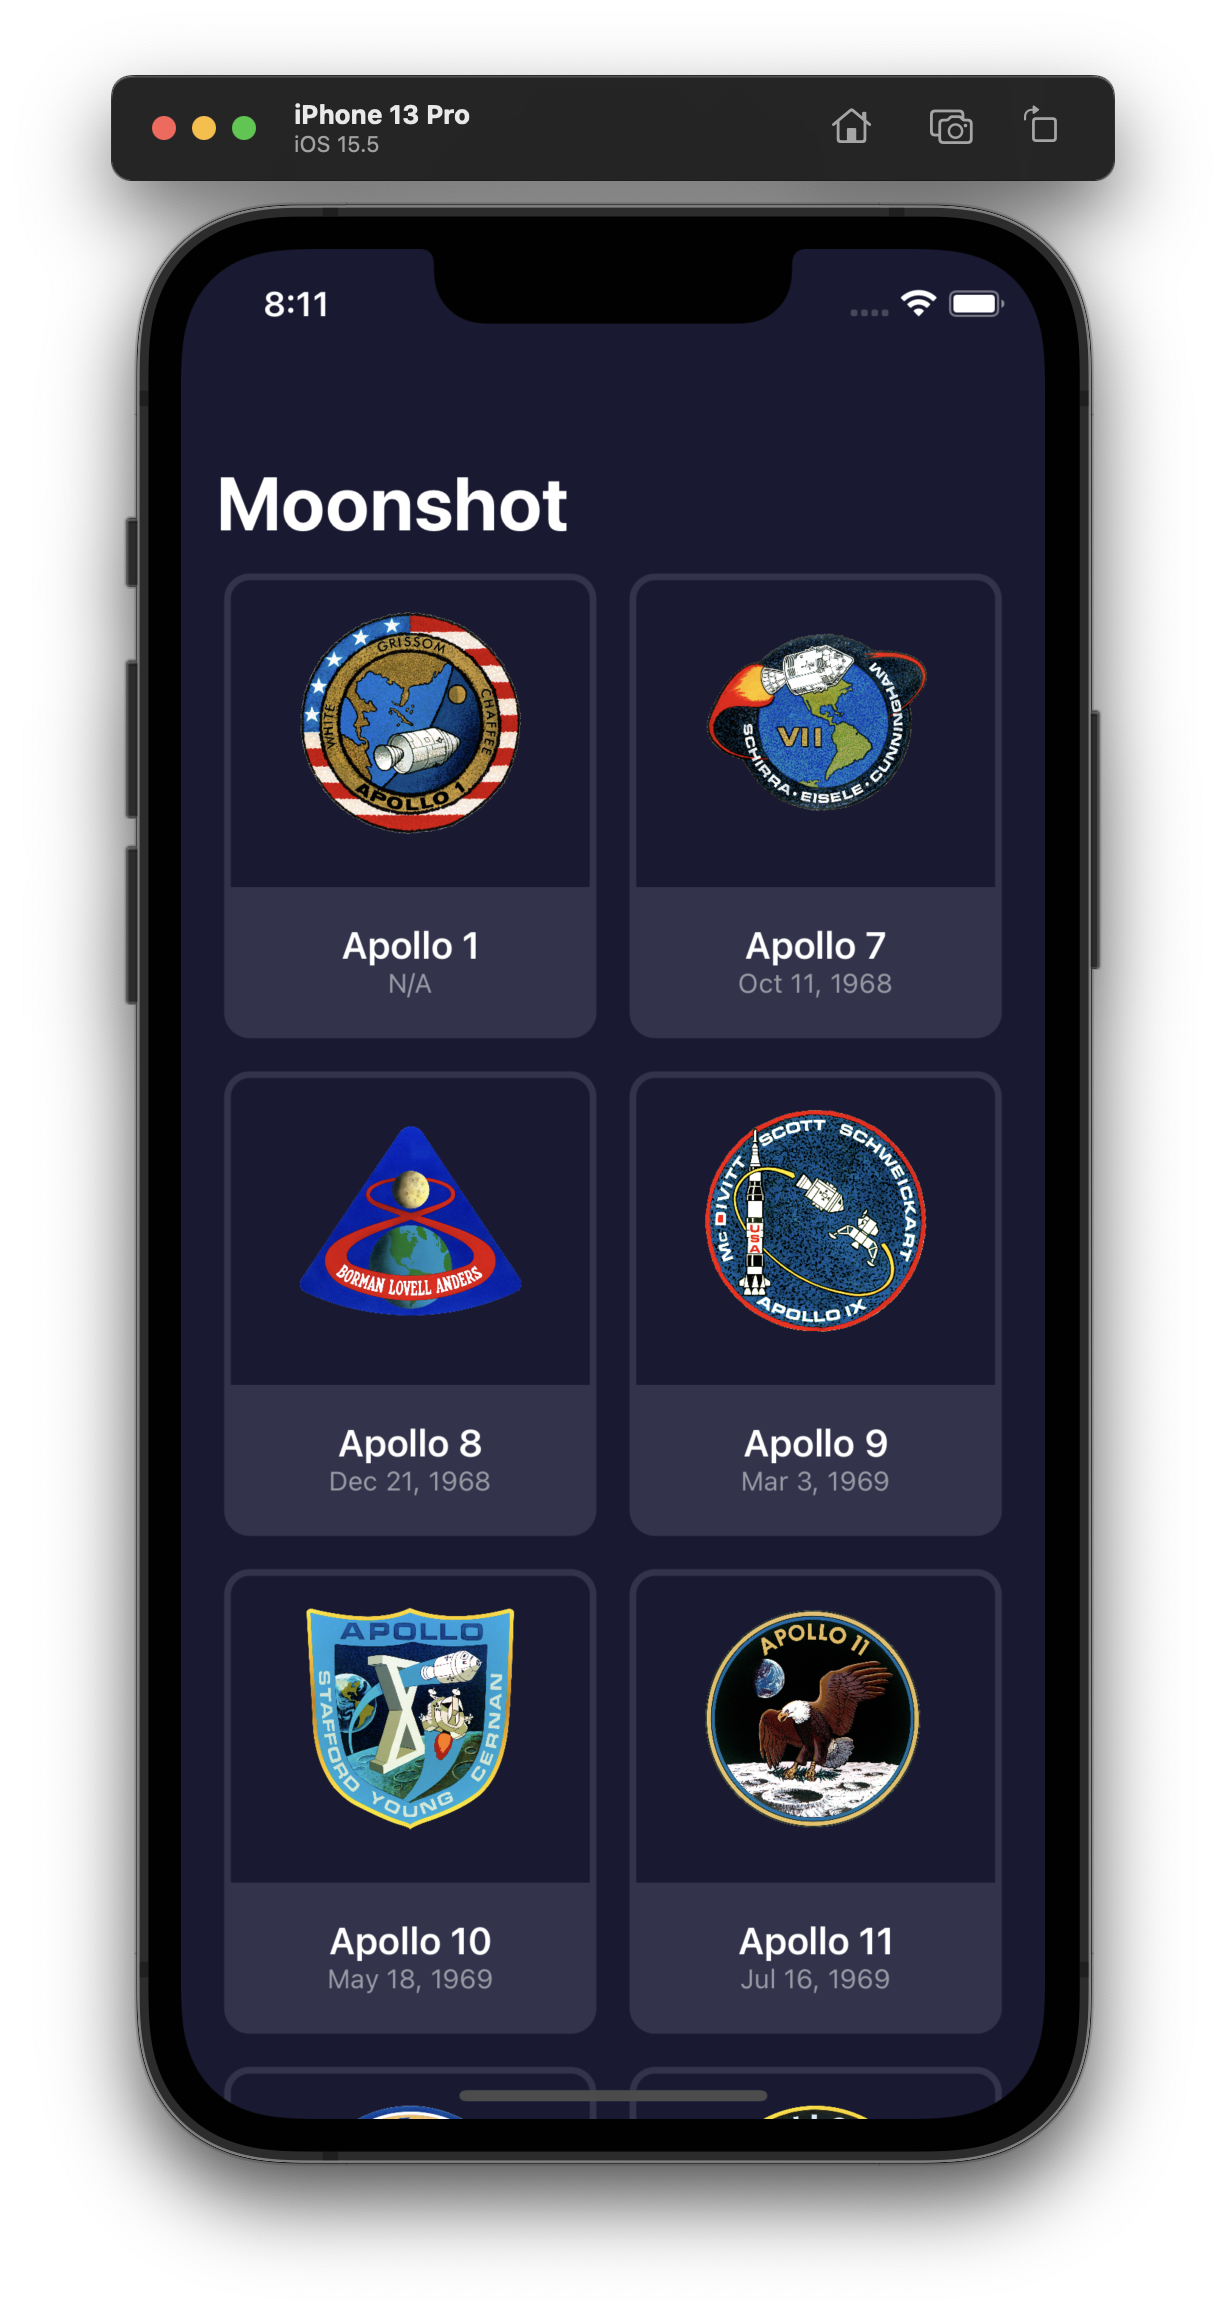 iPhone 13 Pro
iOS 15.5
8:11
Moonshot
GRISSOM
WHITE
CHAFFEE
APOLLO 1
Apollo 1
N/A
VII
SCHIRRA • EISELE • CUNNINGHAM
Apollo 7
Oct 11, 1968
BORMAN LOVELL ANDERS
Apollo 8
Dec 21, 1968
McDIVITT SCOTT SCHWEICKART
USA
APOLLO IX
Apollo 9
Mar 3, 1969
APOLLO
X
STAFFORD YOUNG CERNAN
Apollo 10
May 18, 1969
APOLLO 11
Apollo 11
Jul 16, 1969